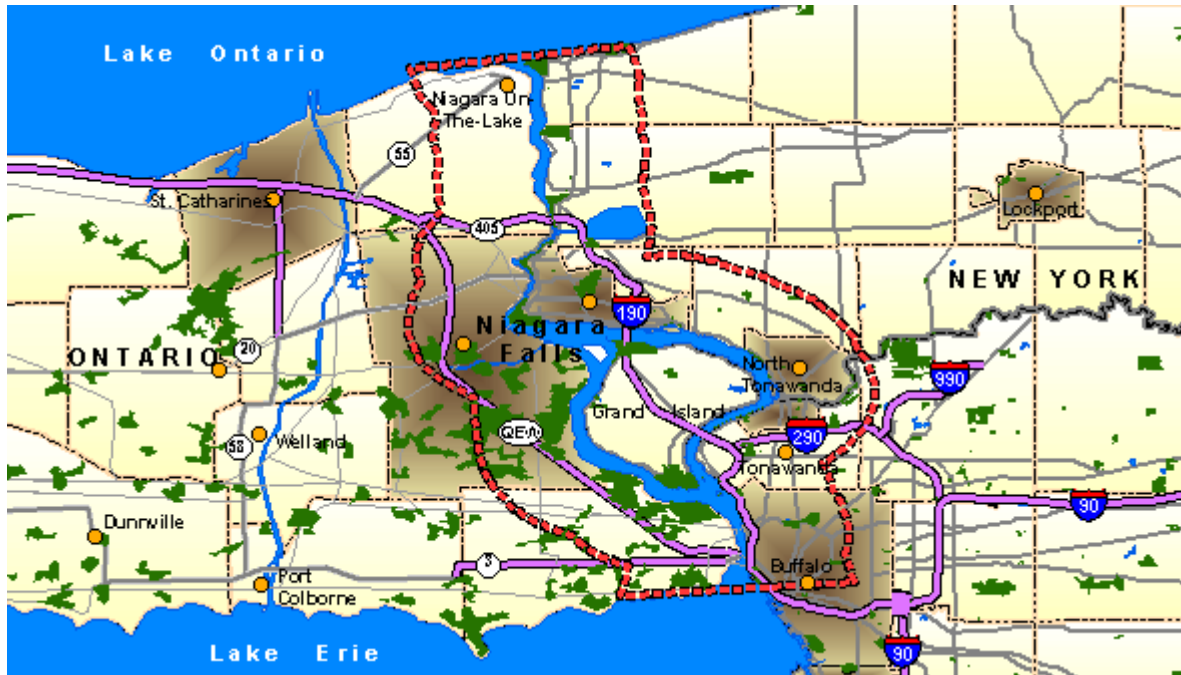 Lake Ontario
Niagara On-
The-Lake
55
St. Catharines
405
Lockport
NEW YORK
190
Niagara
Falls
ONTARIO
20
North
Tonawanda
990
Grand Island
58
Welland
QEW
290
Tonawanda
90
Dunnville
3
Buffalo
Port
Colborne
Lake Erie
90